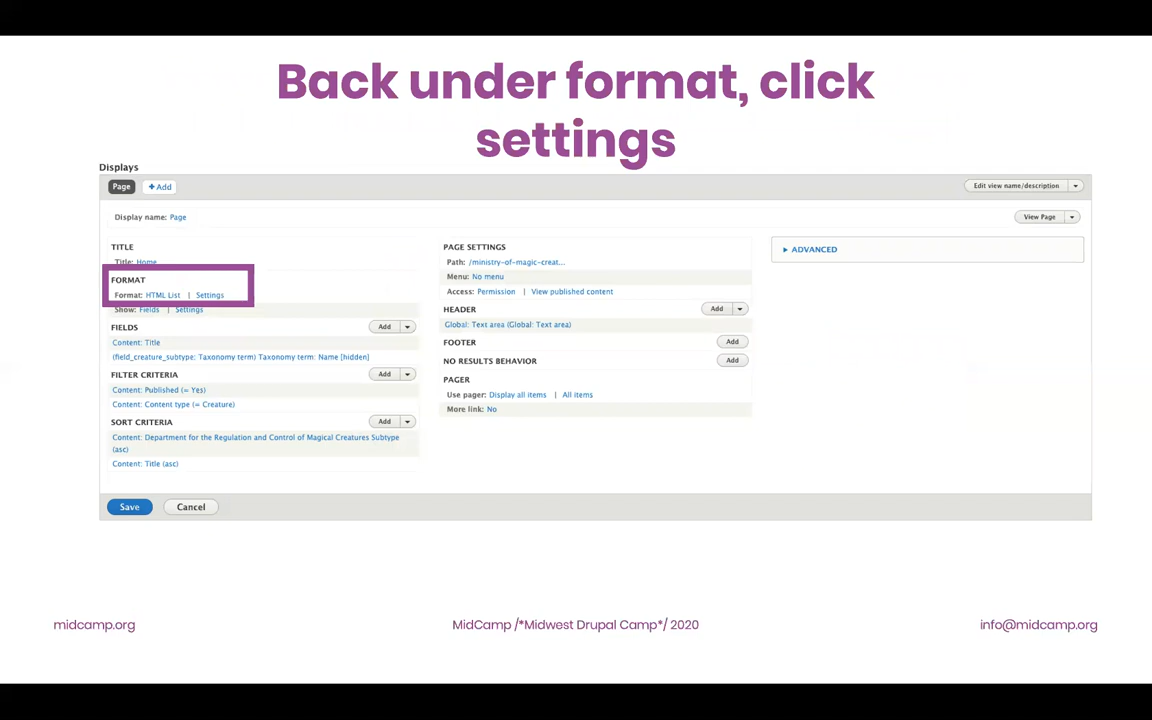 Back under format, click
settings
Displays
Page
+ Add
Edit view name/description
Display name: Page
View Page
TITLE
Title: Home
FORMAT
Format: HTML List | Settings
Show: Fields | Settings
FIELDS
Add
Content: Title
(field_creature_subtype: Taxonomy term) Taxonomy term: Name [hidden]
FILTER CRITERIA
Add
Content: Published (= Yes)
Content: Content type (= Creature)
SORT CRITERIA
Add
Content: Department for the Regulation and Control of Magical Creatures Subtype
(asc)
Content: Title (asc)
PAGE SETTINGS
Path: /ministry-of-magic-creat...
Menu: No menu
Access: Permission | View published content
HEADER
Add
Global: Text area (Global: Text area)
FOOTER
Add
NO RESULTS BEHAVIOR
Add
PAGER
Use pager: Display all items | All items
More link: No
ADVANCED
Save
Cancel
midcamp.org
MidCamp /*Midwest Drupal Camp*/ 2020
info@midcamp.org